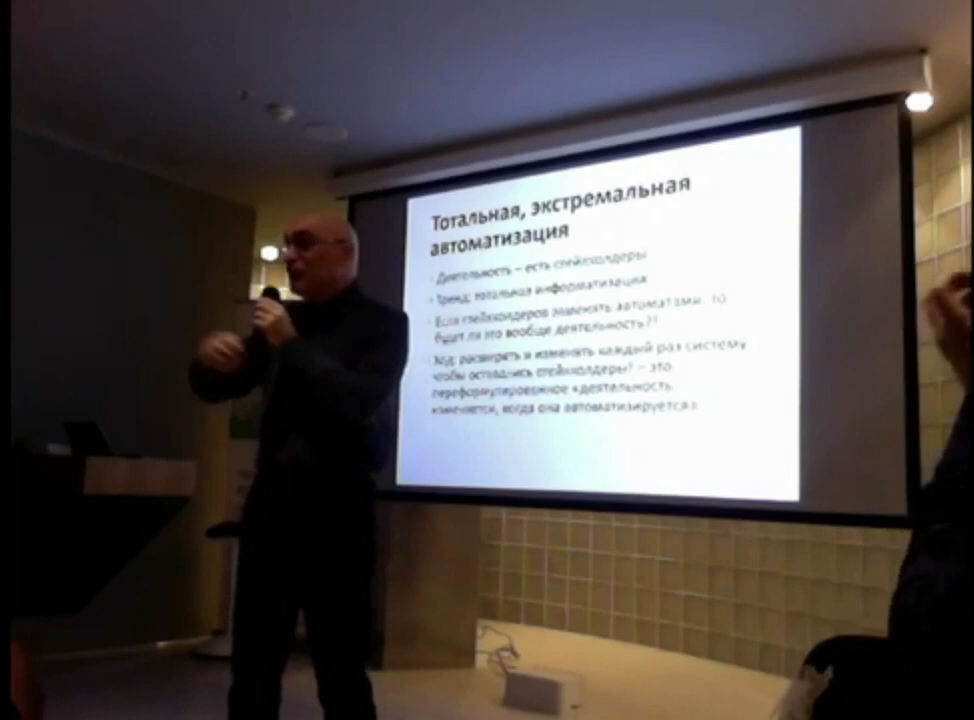 Тотальная, экстремальная
автоматизация
Деятельность – есть стейкхолдеры
Тренд: тотальная информатизация
Если стейкхолдеров заменять автоматами, то
будет ли это вообще деятельность?!
Ход: расширять и изменять каждый раз систему
чтобы оставались стейкхолдеры! – это
переформулированное «деятельность
изменяется, когда она автоматизируется»